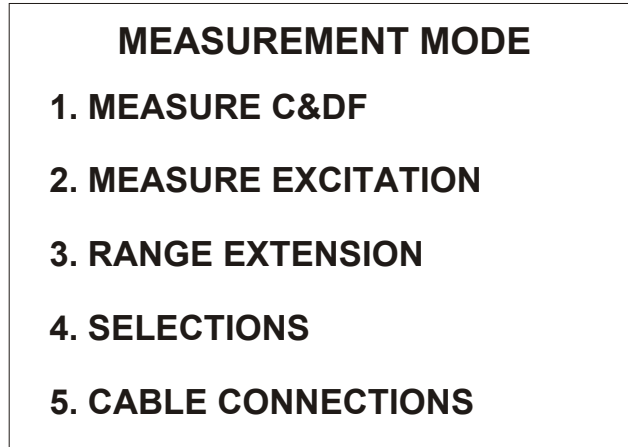 MEASUREMENT MODE
1. MEASURE C&DF
2. MEASURE EXCITATION
3. RANGE EXTENSION
4. SELECTIONS
5. CABLE CONNECTIONS